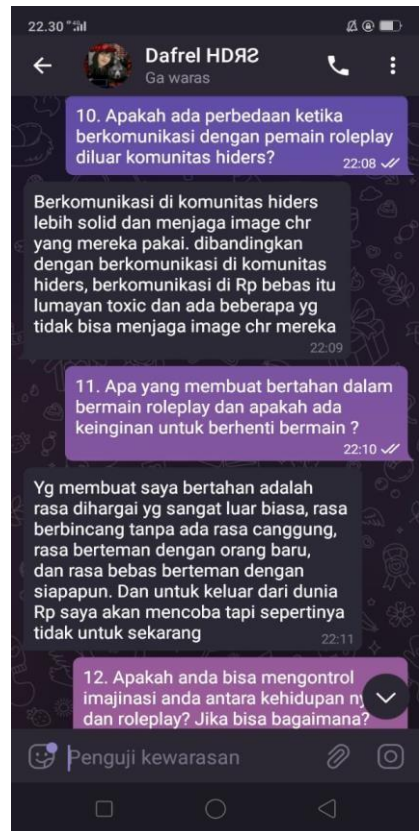 22.30
Dafrel HDЯS
Ga waras
10. Apakah ada perbedaan ketika
berkomunikasi dengan pemain roleplay
diluar komunitas hiders?
22:08
Berkomunikasi di komunitas hiders
lebih solid dan menjaga image chr
yang mereka pakai. dibandingkan
dengan berkomunikasi di komunitas
hiders, berkomunikasi di Rp bebas itu
lumayan toxic dan ada beberapa yg
tidak bisa menjaga image chr mereka
22:09
11. Apa yang membuat bertahan dalam
bermain roleplay dan apakah ada
keinginan untuk berhenti bermain ?
22:10
Yg membuat saya bertahan adalah
rasa dihargai yg sangat luar biasa, rasa
berbincang tanpa ada rasa canggung,
rasa berteman dengan orang baru,
dan rasa bebas berteman dengan
siapapun. Dan untuk keluar dari dunia
Rp saya akan mencoba tapi sepertinya
tidak untuk sekarang
22:11
12. Apakah anda bisa mengontrol
imajinasi anda antara kehidupan
dan roleplay? Jika bisa bagaimana?
Penguji kewarasan